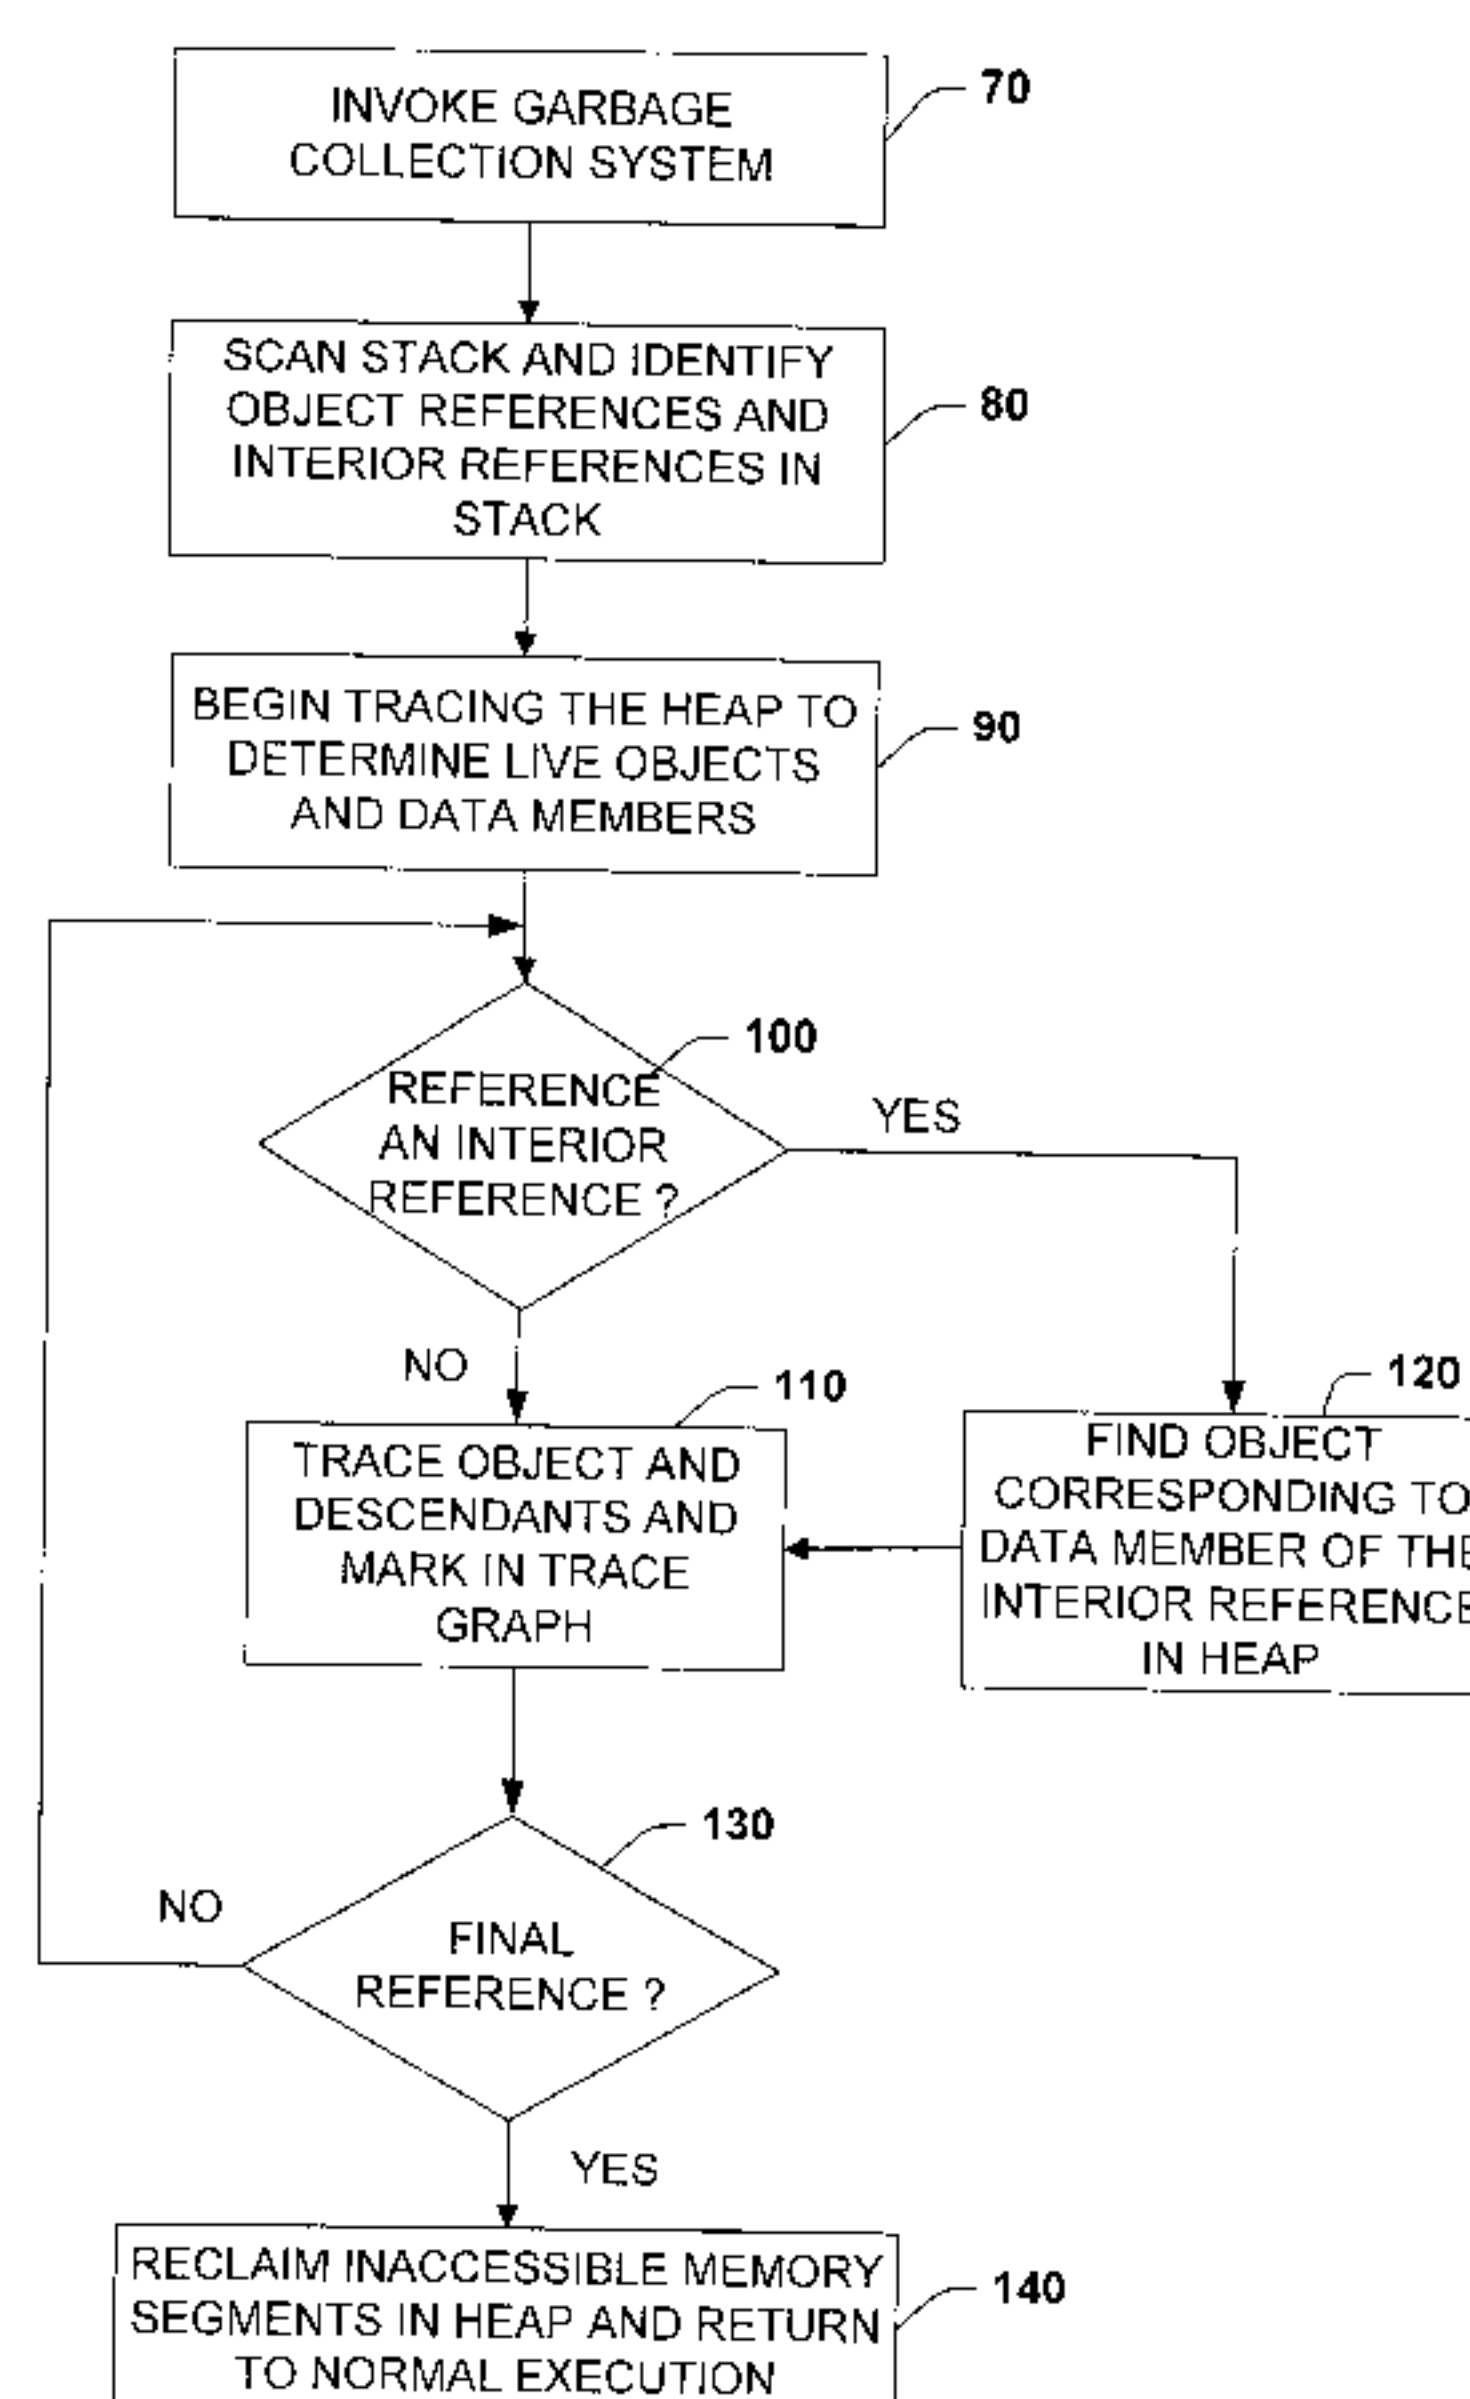 INVOKE GARBAGE
COLLECTION SYSTEM
70
SCAN STACK AND IDENTIFY
OBJECT REFERENCES AND
INTERIOR REFERENCES IN
STACK
80
BEGIN TRACING THE HEAP TO
DETERMINE LIVE OBJECTS
AND DATA MEMBERS
90
100
REFERENCE
AN INTERIOR
REFERENCE ?
YES
NO
110
TRACE OBJECT AND
DESCENDANTS AND
MARK IN TRACE
GRAPH
120
FIND OBJECT
CORRESPONDING TO
DATA MEMBER OF THE
INTERIOR REFERENCE
IN HEAP
130
NO
FINAL
REFERENCE ?
YES
RECLAIM INACCESSIBLE MEMORY
SEGMENTS IN HEAP AND RETURN
TO NORMAL EXECUTION
140